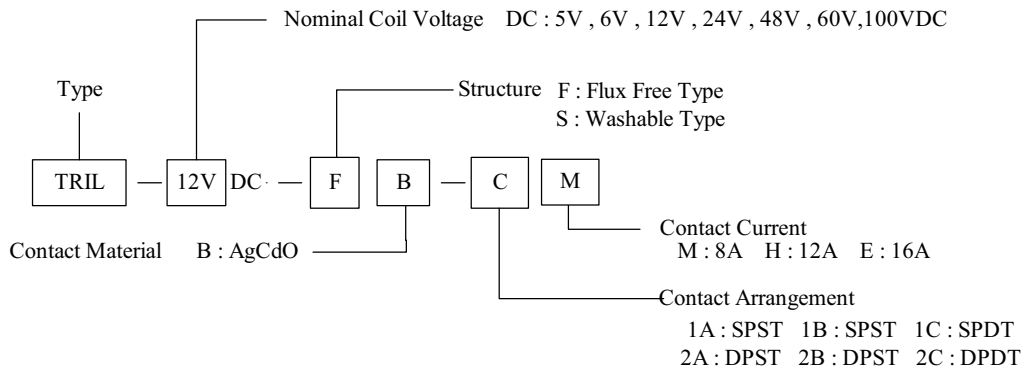 Nominal Coil Voltage DC : 5V , 6V , 12V , 24V , 48V , 60V,100VDC
Type
Structure F : Flux Free Type
S : Washable Type
TRIL — 12V DC - — F B — C M
Contact Current
Contact Material B : AgCdO
M : 8A H : 12A E : 16A
Contact Arrangement
1A : SPST 1B : SPST 1C : SPDT
2A : DPST 2B : DPST 2C : DPDT